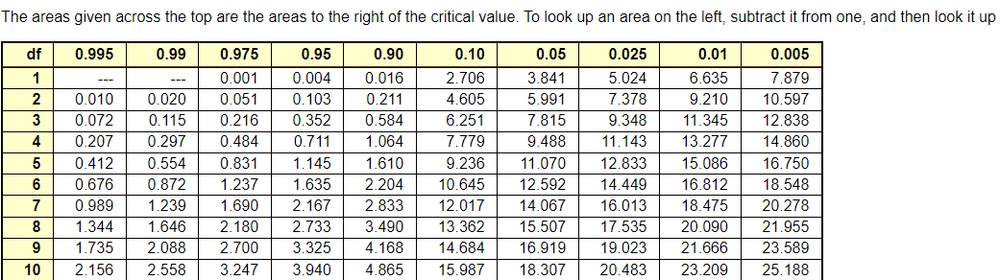 The areas given across the top are the areas to the right of the critical value. To look up an area on the left, subtract it from one, and then look it up
df 0.995 0.99 0.975 0.95 0.90 0.10 0.05 0.025 0.01 0.005
1 --- --- 0.001 0.004 0.016 2.706 3.841 5.024 6.635 7.879
2 0.010 0.020 0.051 0.103 0.211 4.605 5.991 7.378 9.210 10.597
3 0.072 0.115 0.216 0.352 0.584 6.251 7.815 9.348 11.345 12.838
4 0.207 0.297 0.484 0.711 1.064 7.779 9.488 11.143 13.277 14.860
5 0.412 0.554 0.831 1.145 1.610 9.236 11.070 12.833 15.086 16.750
6 0.676 0.872 1.237 1.635 2.204 10.645 12.592 14.449 16.812 18.548
7 0.989 1.239 1.690 2.167 2.833 12.017 14.067 16.013 18.475 20.278
8 1.344 1.646 2.180 2.733 3.490 13.362 15.507 17.535 20.090 21.955
9 1.735 2.088 2.700 3.325 4.168 14.684 16.919 19.023 21.666 23.589
10 2.156 2.558 3.247 3.940 4.865 15.987 18.307 20.483 23.209 25.188